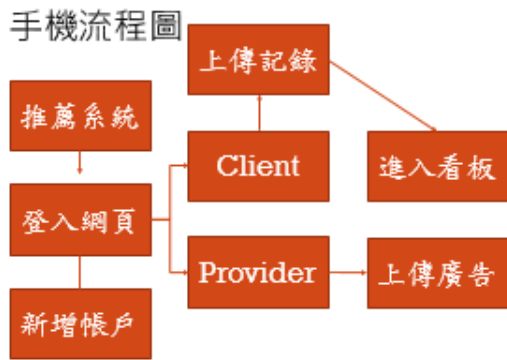 手機流程圖
上傳記錄
推薦系統
Client
進入看板
登入網頁
Provider
上傳廣告
新增帳戶